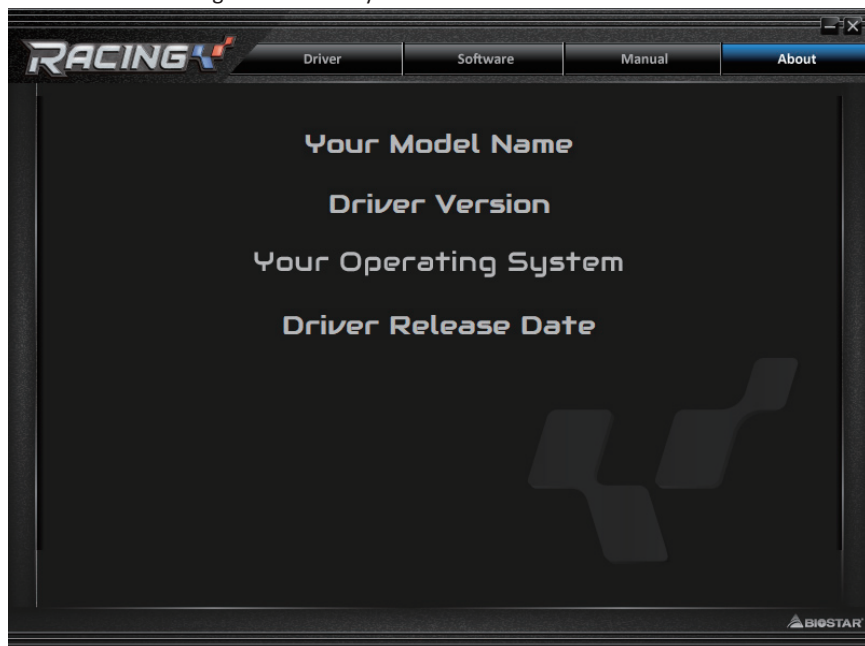 RACING
Driver
Software
Manual
About
Your Model Name
Driver Version
Your Operating System
Driver Release Date
BIOSTAR